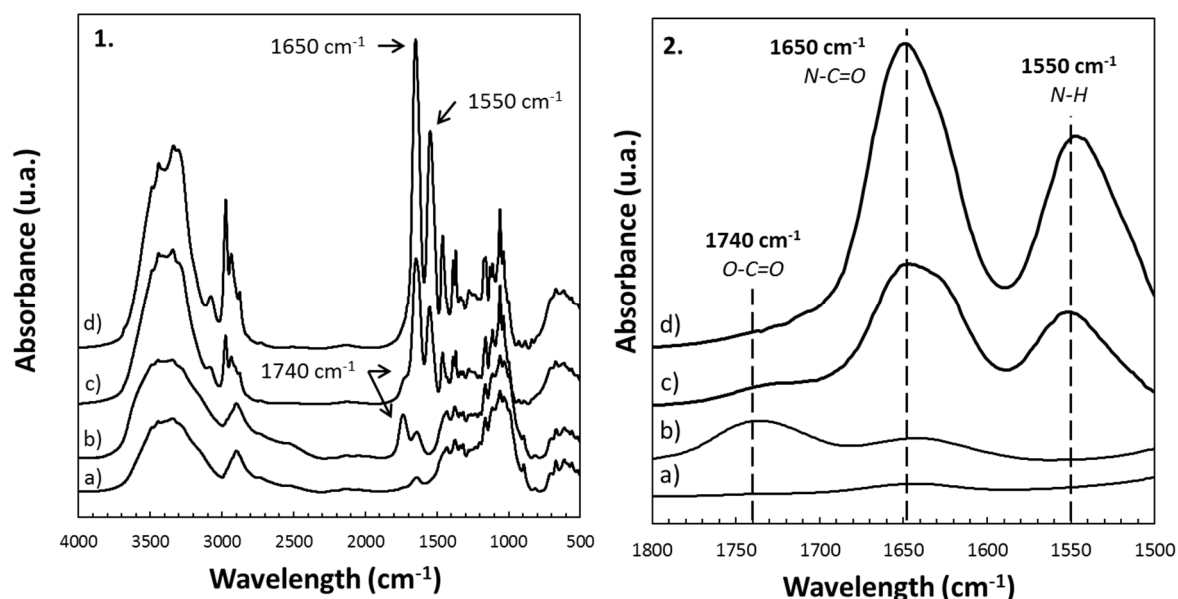 1.
1650 cm⁻¹
1550 cm⁻¹
1740 cm⁻¹
d)
c)
b)
a)
Absorbance (u.a.)
4000 3500 3000 2500 2000 1500 1000 500
Wavelength (cm⁻¹)
2.
1650 cm⁻¹
N-C=O
1550 cm⁻¹
N-H
1740 cm⁻¹
O-C=O
d)
c)
b)
a)
Absorbance (u.a.)
1800 1750 1700 1650 1600 1550 1500
Wavelength (cm⁻¹)